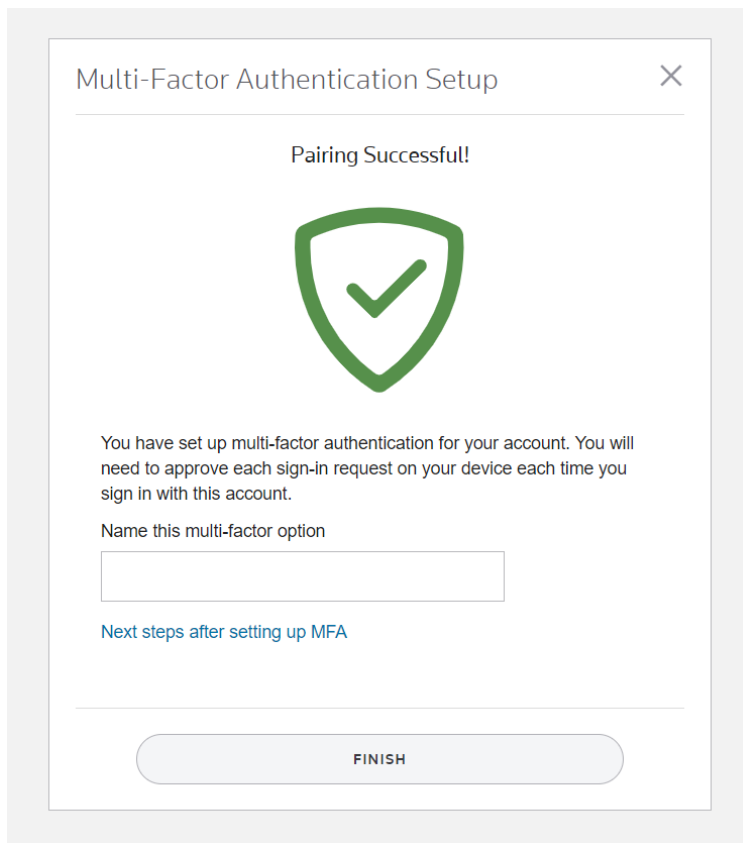 Multi-Factor Authentication Setup
Pairing Successful!
You have set up multi-factor authentication for your account. You will
need to approve each sign-in request on your device each time you
sign in with this account.
Name this multi-factor option
Next steps after setting up MFA
FINISH